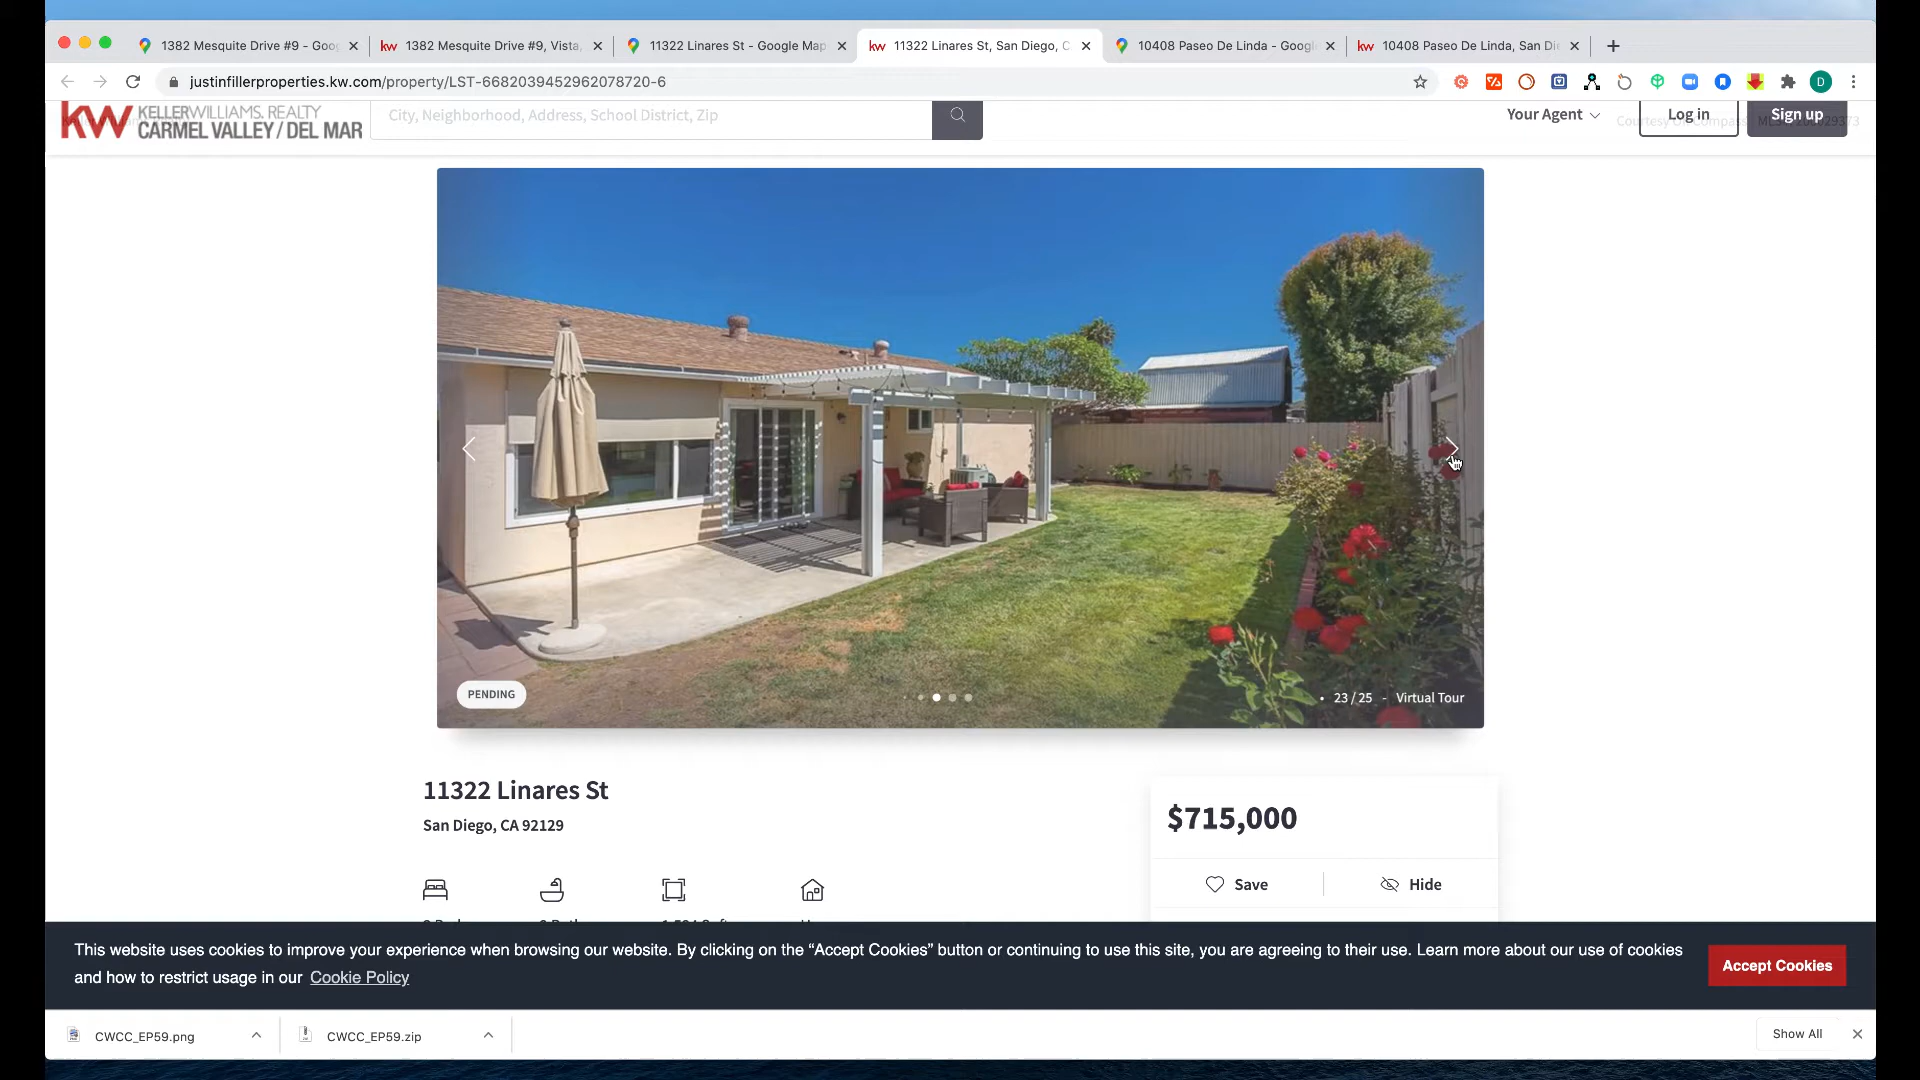 1382 Mesquite Drive #9 - Goog
1382 Mesquite Drive #9, Vista,
11322 Linares St - Google Map
11322 Linares St, San Diego, C
10408 Paseo De Linda - Googl
10408 Paseo De Linda, San Di
justinfillerproperties.kw.com/property/LST-6682039452962078720-6
D
kw KELLERWILLIAMS. REALTY
CARMEL VALLEY / DEL MAR
City, Neighborhood, Address, School District, Zip
Your Agent
Log in
Sign up
PENDING
• 23 / 25 - Virtual Tour
11322 Linares St
San Diego, CA 92129
$715,000
Save
Hide
This website uses cookies to improve your experience when browsing our website. By clicking on the “Accept Cookies” button or continuing to use this site, you are agreeing to their use. Learn more about our use of cookies
and how to restrict usage in our Cookie Policy
Accept Cookies
CWCC_EP59.png
CWCC_EP59.zip
Show All